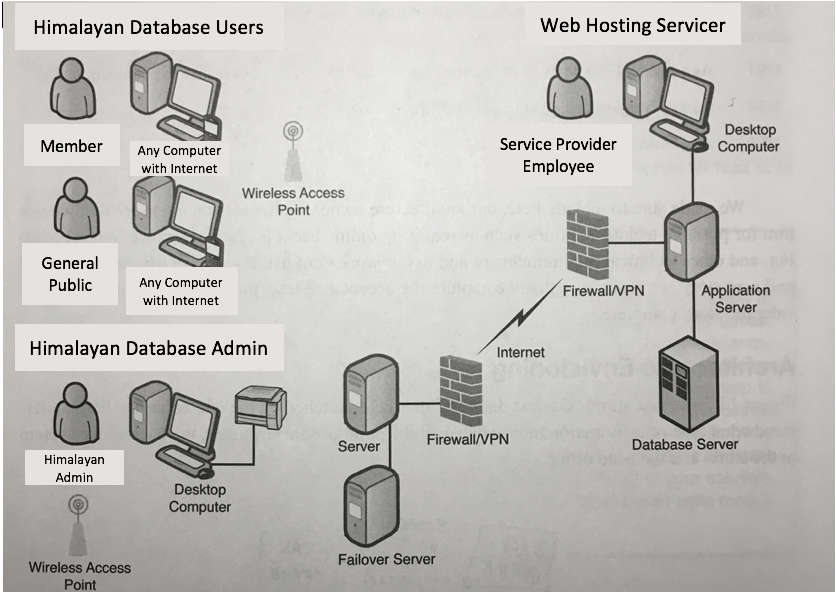 Himalayan Database Users
Member
Any Computer
with Internet
General
Public
Any Computer
with Internet
Wireless Access
Point
Web Hosting Servicer
Service Provider
Employee
Desktop
Computer
Firewall/VPN
Application
Server
Internet
Database Server
Himalayan Database Admin
Himalayan
Admin
Desktop
Computer
Wireless Access
Point
Server
Firewall/VPN
Failover Server